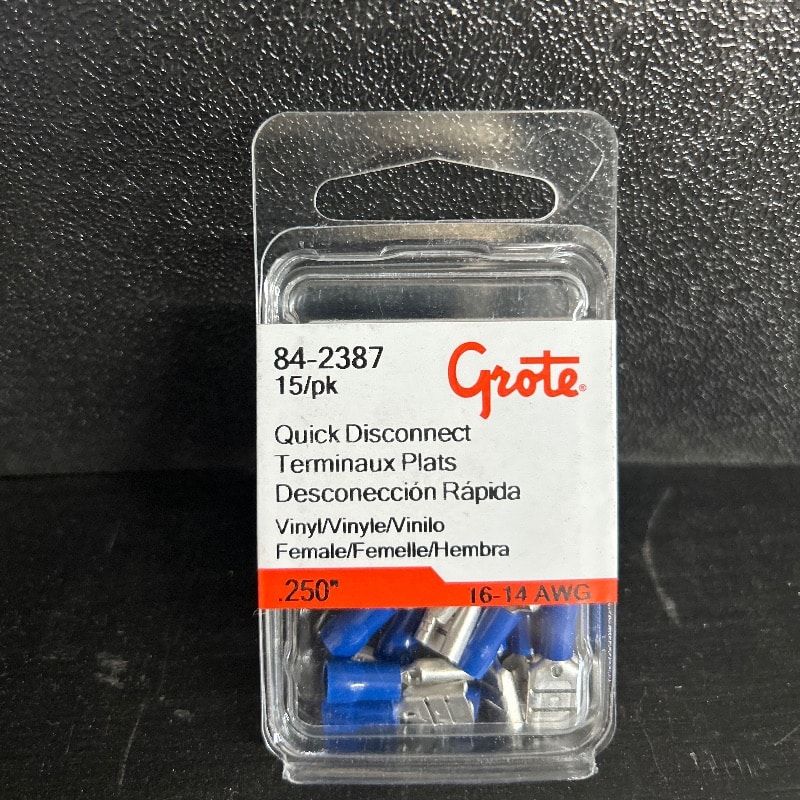 84-2387
15/pk
Grote®
Quick Disconnect
Terminaux Plats
Desconección Rápida
Vinyl/Vinyle/Vinilo
Female/Femelle/Hembra
.250"
16-14 AWG